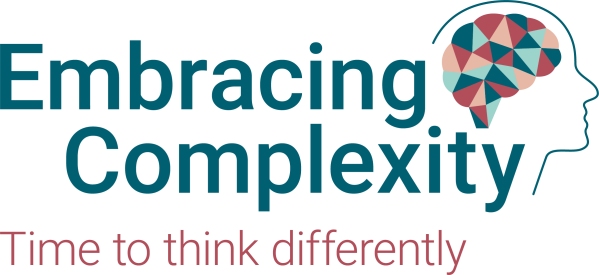 Embracing
Complexity
Time to think differently